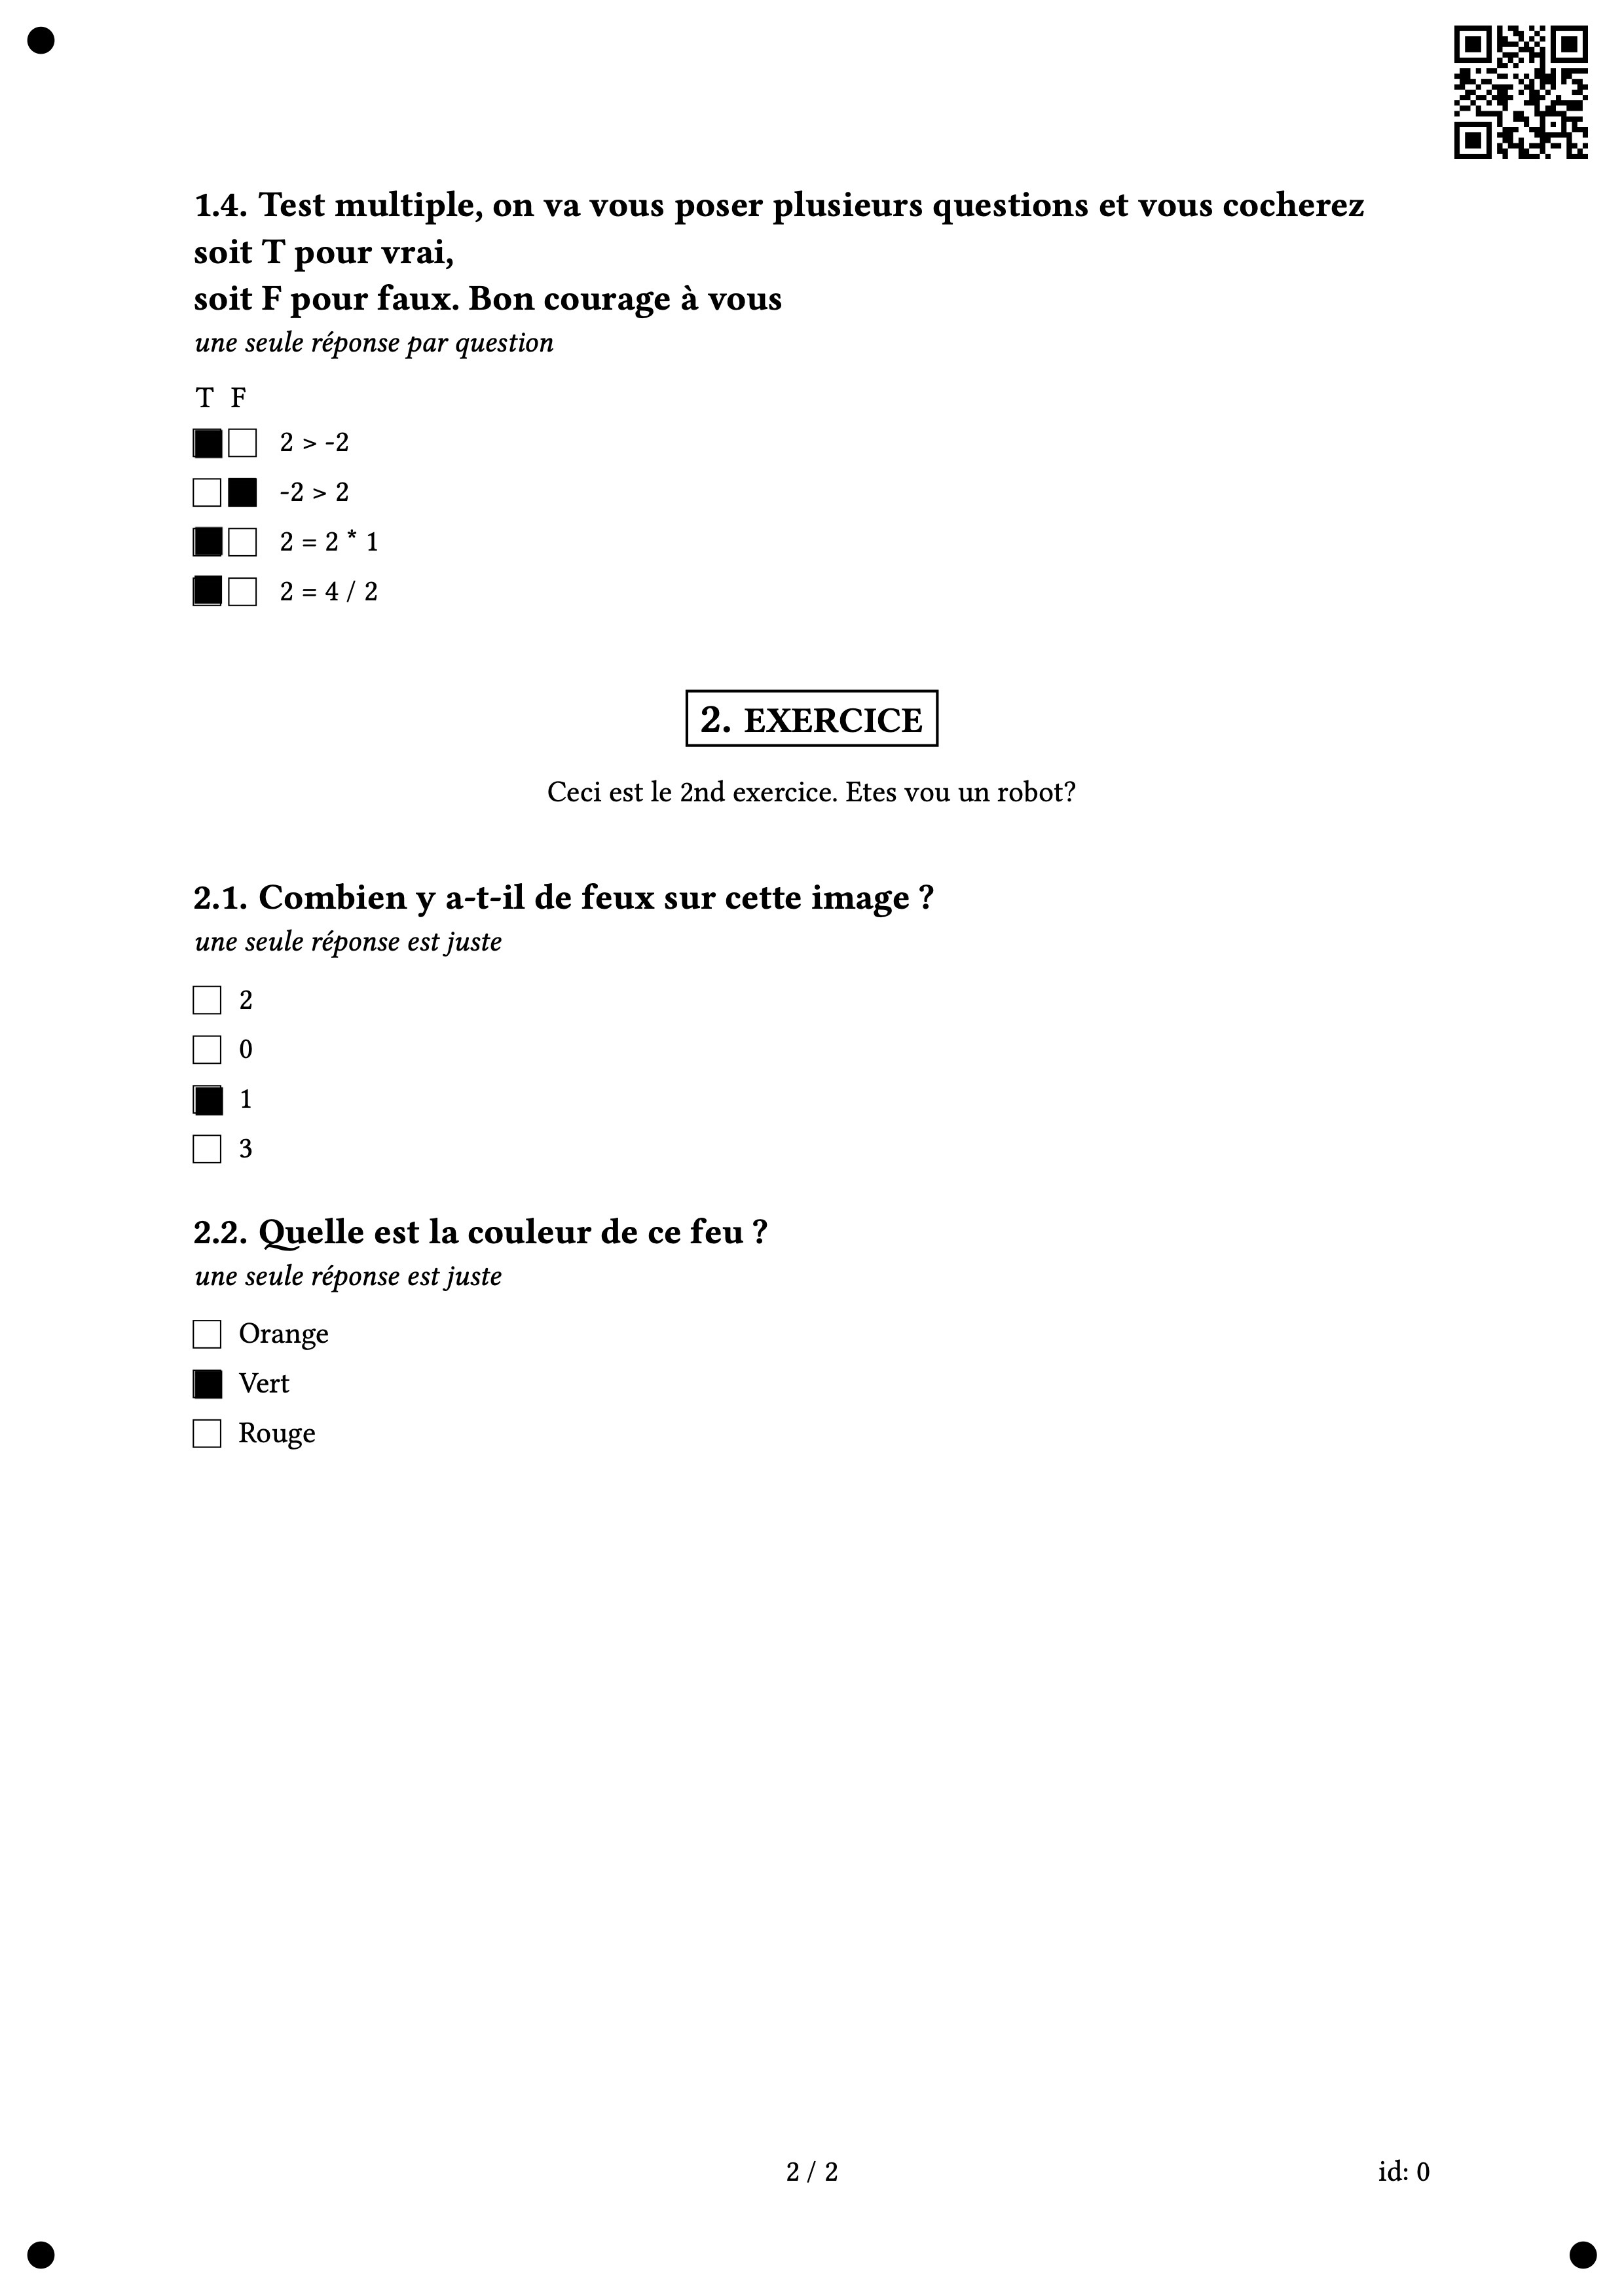 1.4. Test multiple, on va vous poser plusieurs questions et vous cocherez
soit T pour vrai,
soit F pour faux. Bon courage à vous
une seule réponse par question
T F
2 > -2
-2 > 2
2 = 2 * 1
2 = 4 / 2
2. EXERCICE
Ceci est le 2nd exercice. Etes vou un robot?
2.1. Combien y a-t-il de feux sur cette image ?
une seule réponse est juste
2
0
1
3
2.2. Quelle est la couleur de ce feu ?
une seule réponse est juste
Orange
Vert
Rouge
2 / 2 id: 0